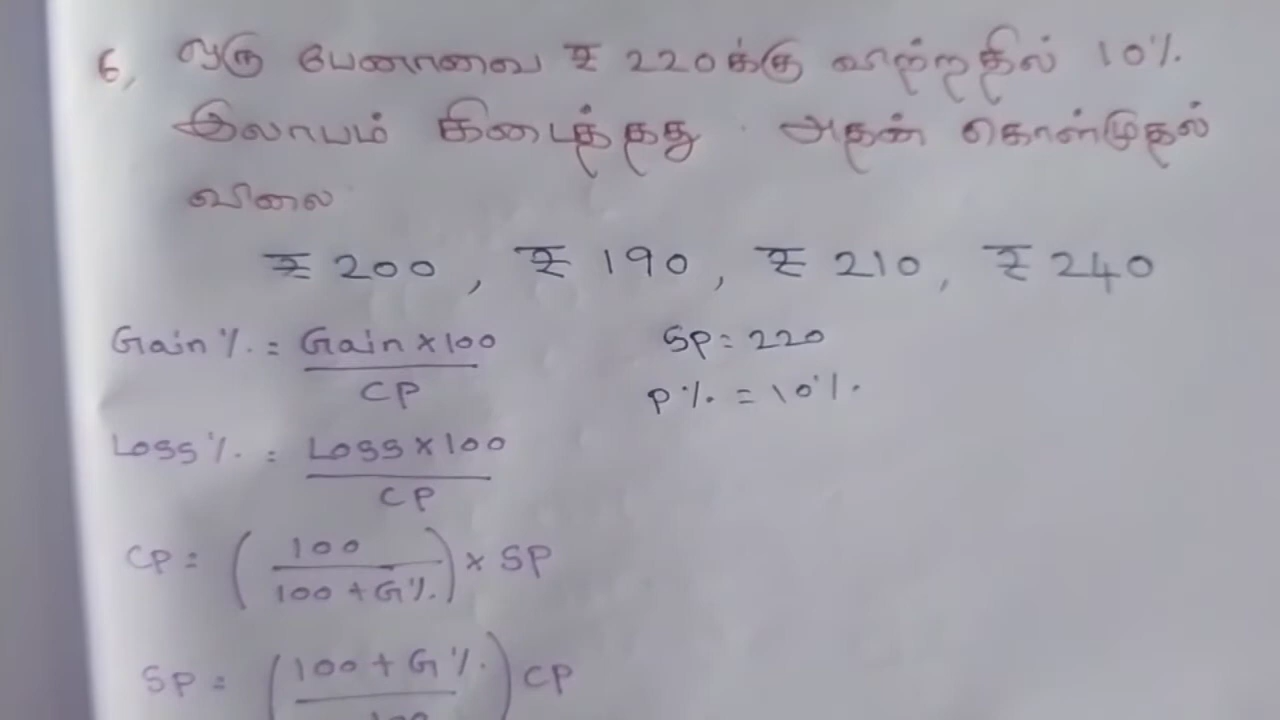 6, ஒரு பேனாவை ₹ 220க்கு விற்றதில் 10%
இலாபம் கிடைத்தது . அதன் கொள்முதல்
விலை
₹ 200 , ₹ 190 , ₹ 210 , ₹ 240
Gain % = Gain × 100 / CP
SP = 220
P% = 10%.
Loss % = Loss × 100 / CP
CP = ( 100 / 100 + G% ) × SP
SP = ( 100 + G% / 100 ) CP